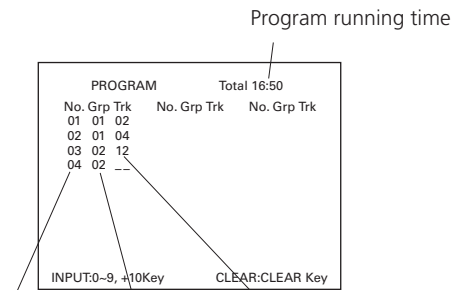 Program running time
PROGRAM Total 16:50
No. Grp Trk No. Grp Trk No. Grp Trk
01 01 02
02 01 04
03 02 12
04 02 _ _
INPUT:0~9, +10Key CLEAR:CLEAR Key